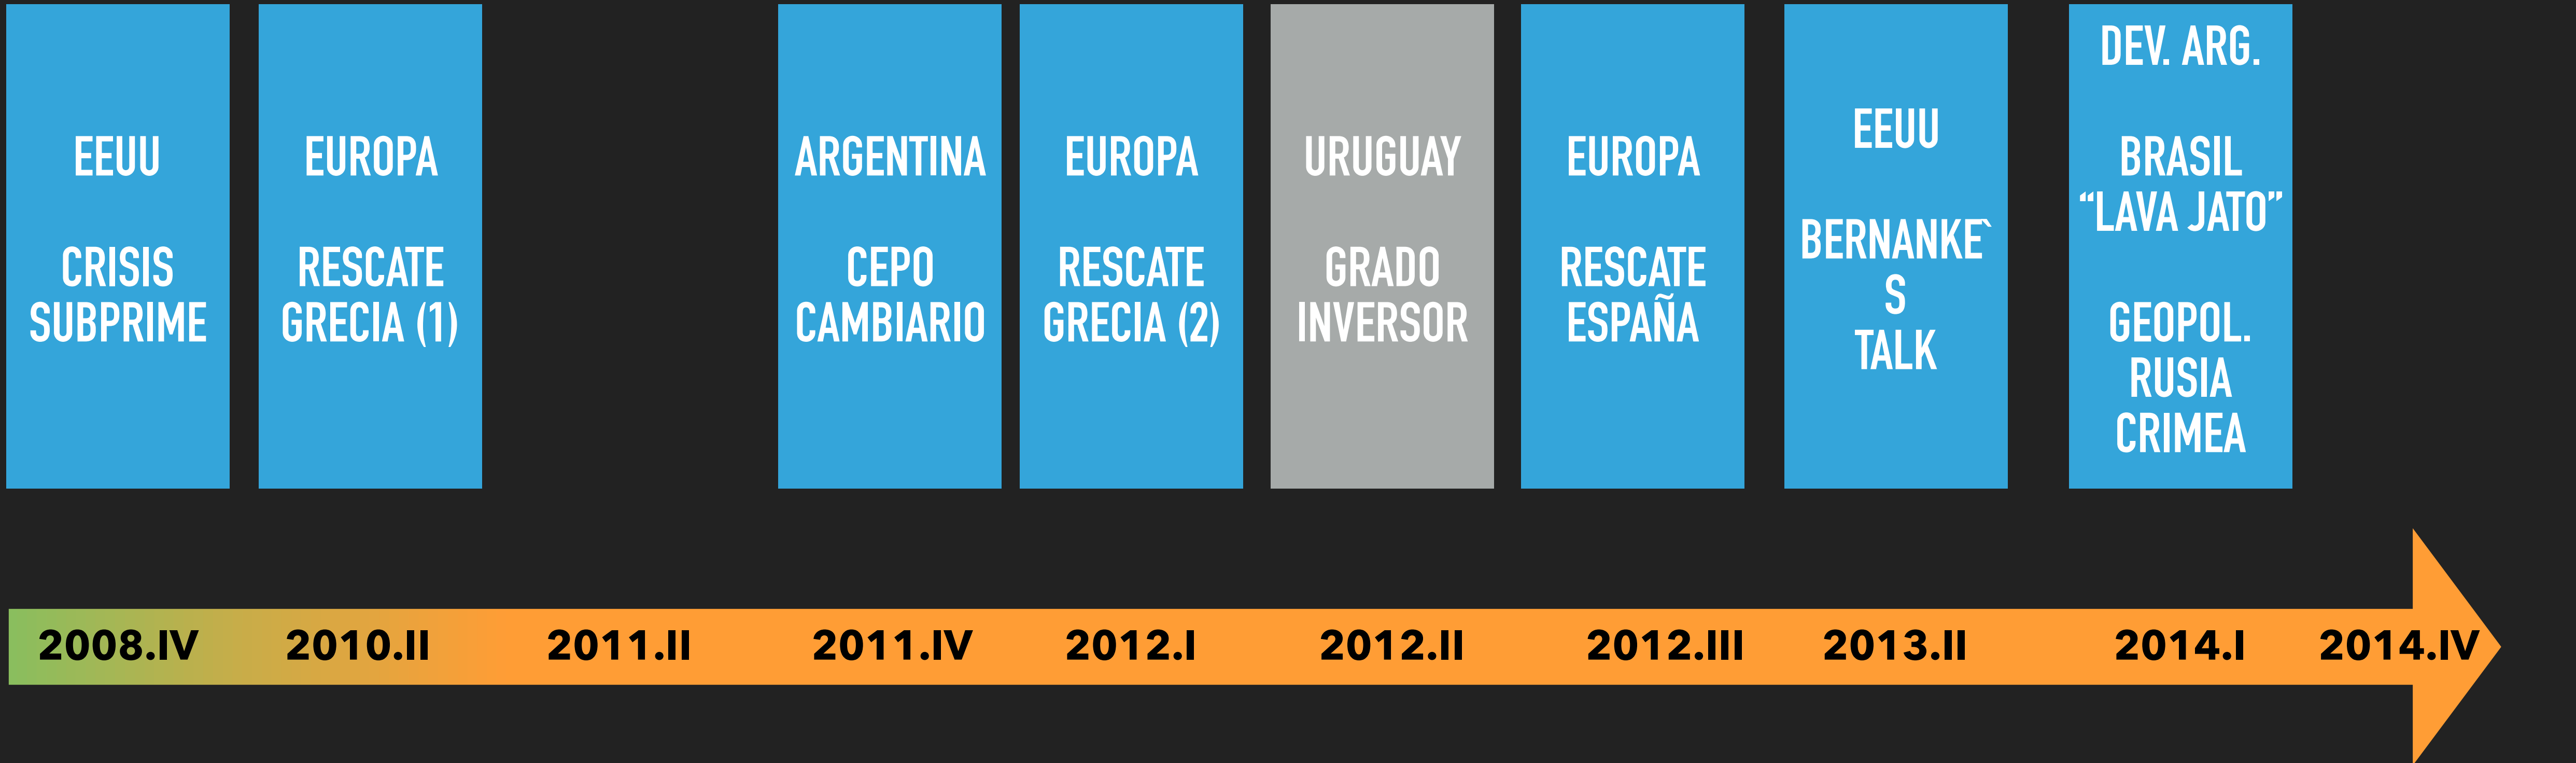 EEUU
CRISIS
SUBPRIME
EUROPA
RESCATE
GRECIA (1)
ARGENTINA
CEPO
CAMBIARIO
EUROPA
RESCATE
GRECIA (2)
URUGUAY
GRADO
INVERSOR
EUROPA
RESCATE
ESPAÑA
EEUU
BERNANKE`
S
TALK
DEV. ARG.
BRASIL
“LAVA JATO”
GEOPOL.
RUSIA
CRIMEA
2008.IV 2010.II 2011.II 2011.IV 2012.I 2012.II 2012.III 2013.II 2014.I 2014.IV